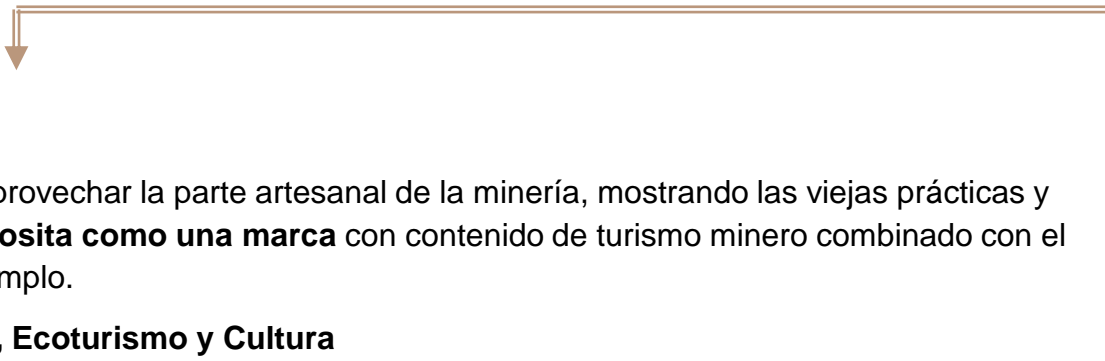 provechar la parte artesanal de la minería, mostrando las viejas prácticas y
osita como una marca con contenido de turismo minero combinado con el
mplo.
, Ecoturismo y Cultura